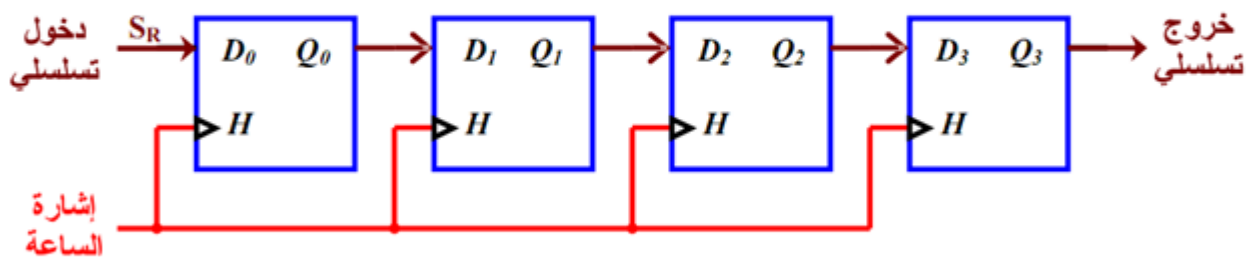 دخول
تسلسلي
S_R
D_0 Q_0
H
D_1 Q_1
H
D_2 Q_2
H
D_3 Q_3
H
خروج
تسلسلي
إشارة
الساعة